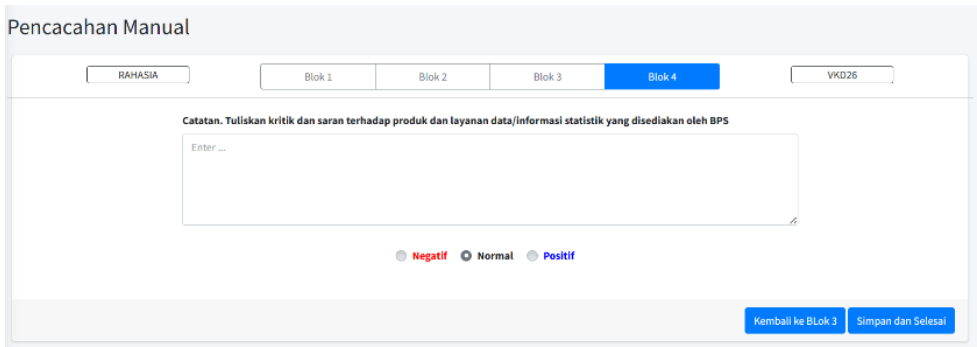 Pencacahan Manual
RAHASIA
Blok 1
Blok 2
Blok 3
Blok 4
VKD26
Catatan. Tuliskan kritik dan saran terhadap produk dan layanan data/informasi statistik yang disediakan oleh BPS
Enter ...
Negatif
Normal
Positif
Kembali ke BLok 3
Simpan dan Selesai